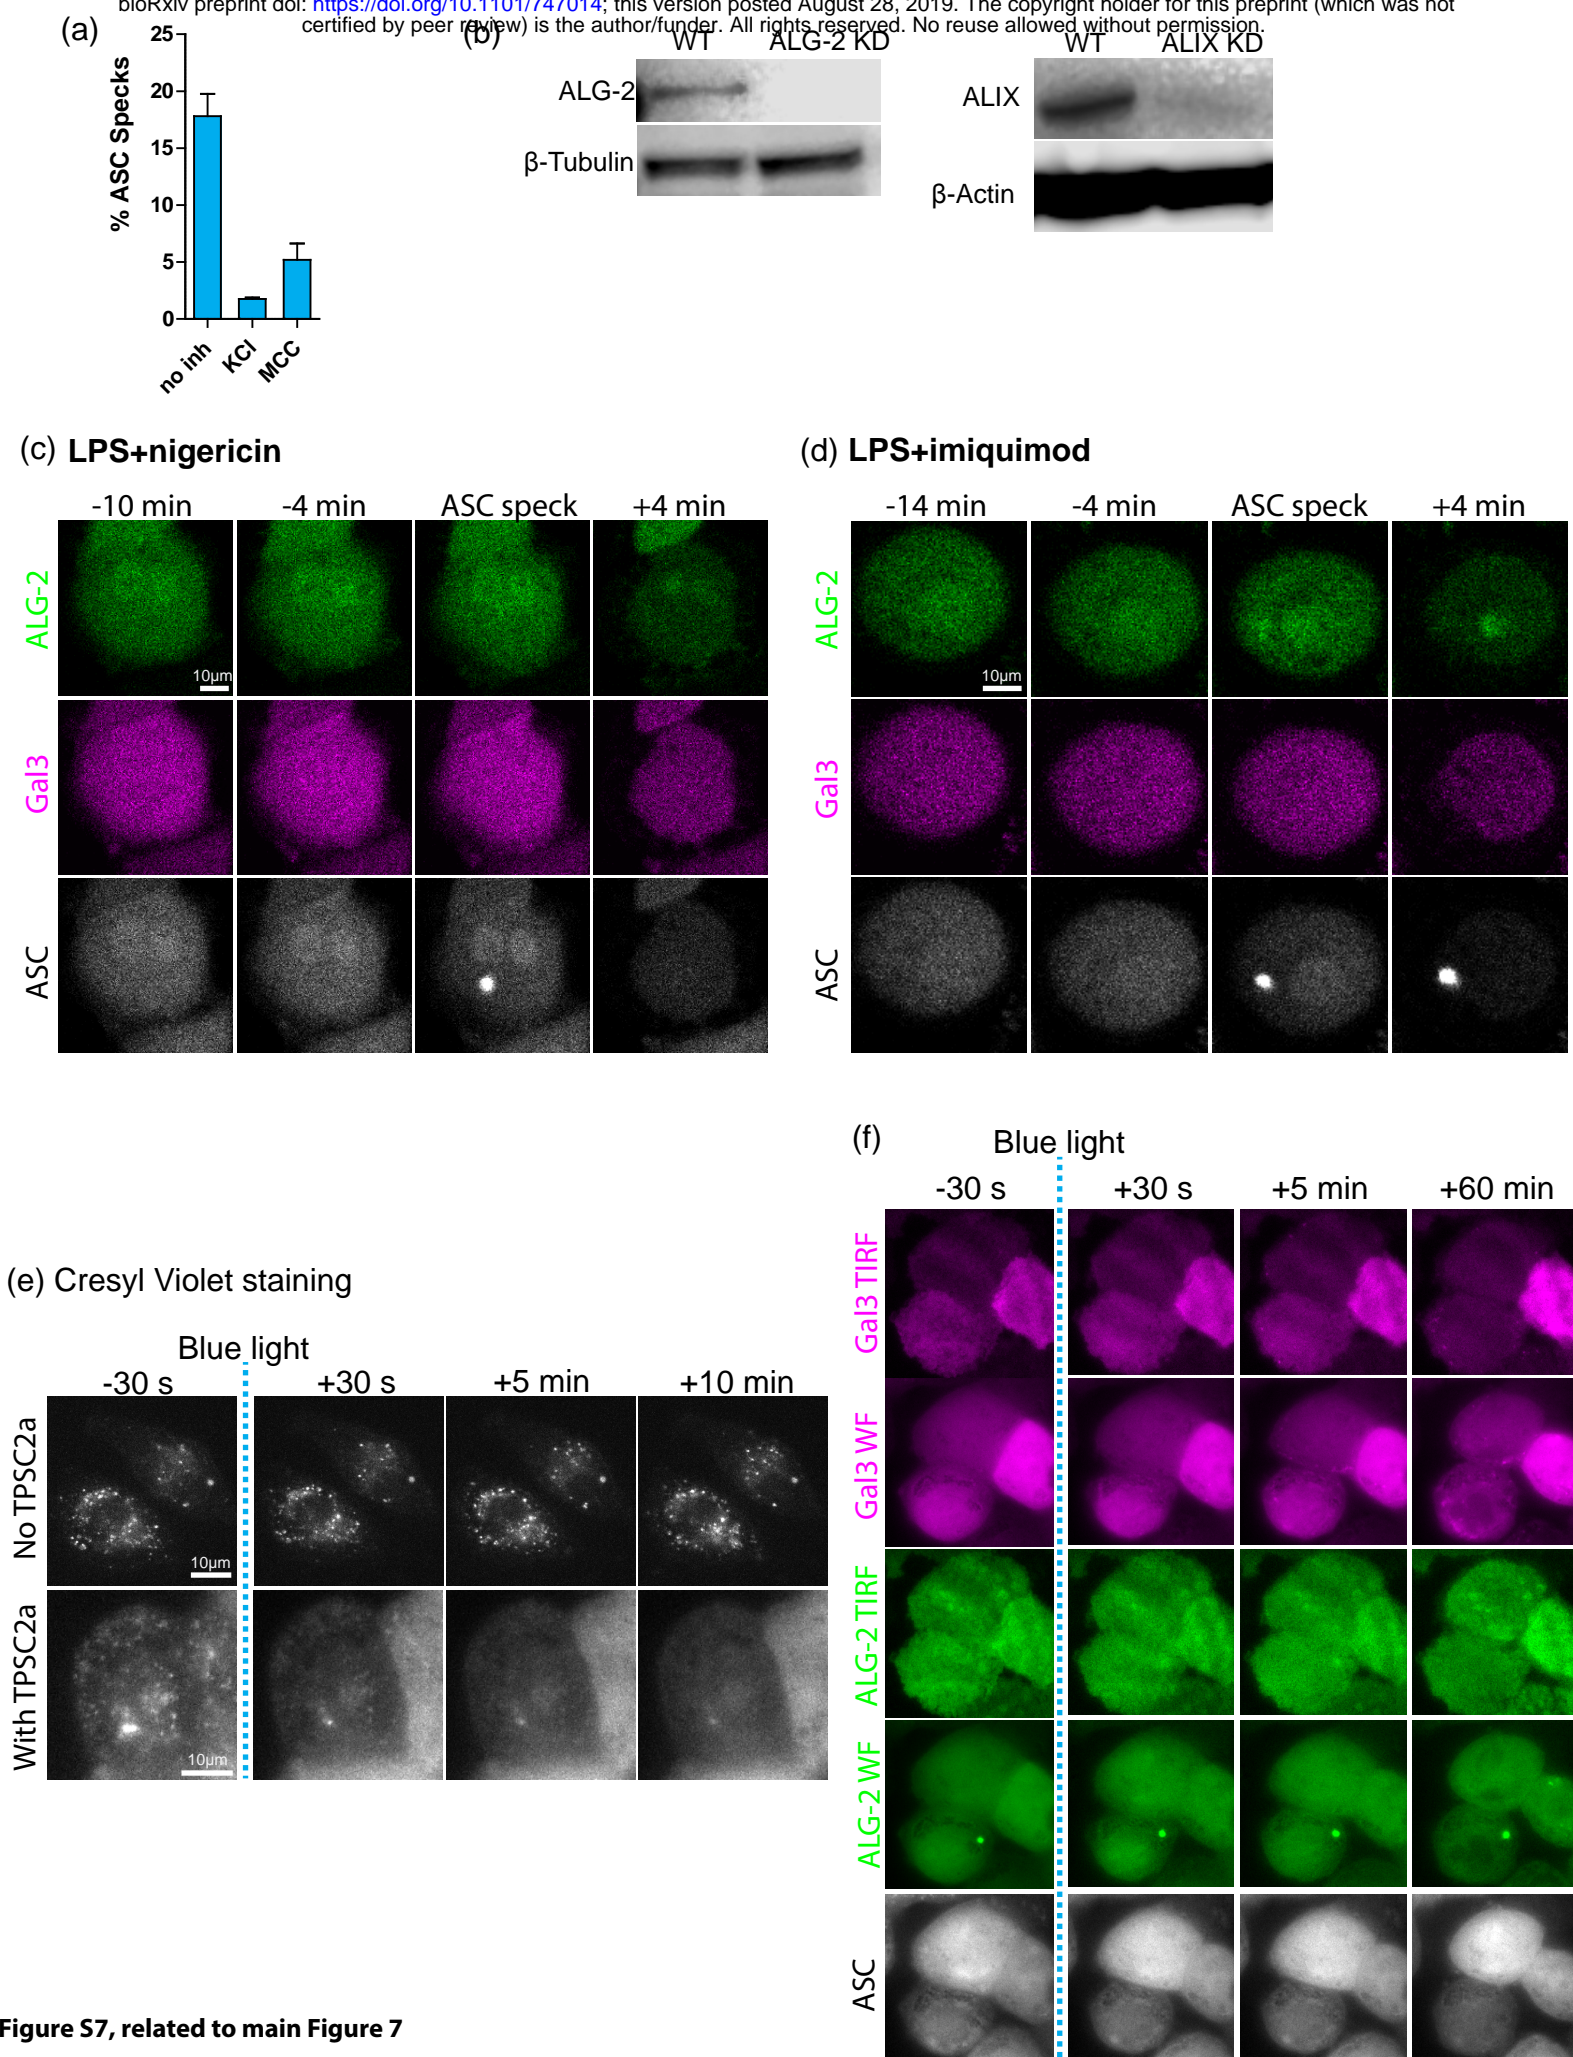 bioRxiv preprint doi: https://doi.org/10.1101/747014; this version posted August 28, 2019. The copyright holder for this preprint (which was not
certified by peer review) is the author/funder. All rights reserved. No reuse allowed without permission.
(a)
% ASC Specks
25
20
15
10
5
0
no inh
KCl
MCC
(b)
WT ALG-2 KD
ALG-2
β-Tubulin
WT ALIX KD
ALIX
β-Actin
(c) LPS+nigericin
-10 min -4 min ASC speck +4 min
ALG-2
10μm
Gal3
ASC
(d) LPS+imiquimod
-14 min -4 min ASC speck +4 min
ALG-2
10μm
Gal3
ASC
(e) Cresyl Violet staining
Blue light
-30 s +30 s +5 min +10 min
No TPSC2a
10μm
With TPSC2a
10μm
(f)
Blue light
-30 s +30 s +5 min +60 min
Gal3 TIRF
Gal3 WF
ALG-2 TIRF
ALG-2 WF
ASC
Figure S7, related to main Figure 7